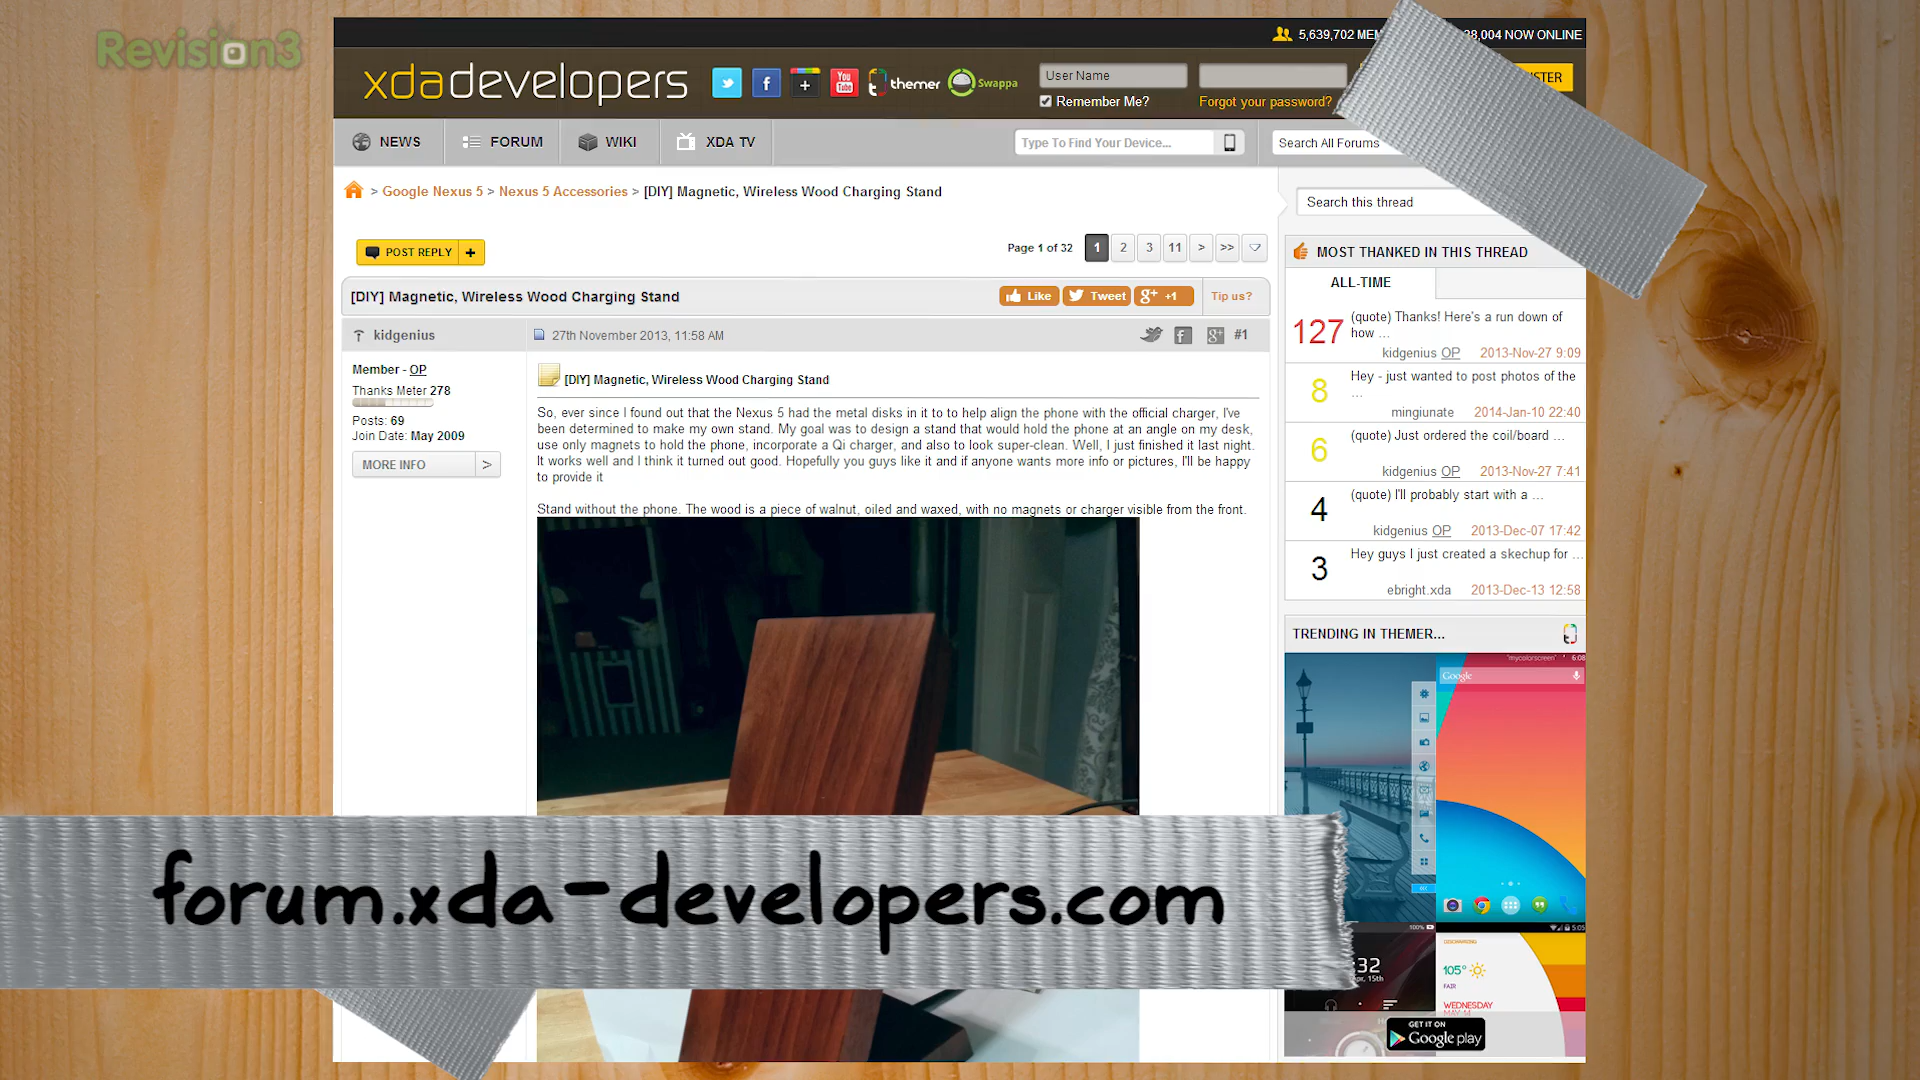 Revision3
5,639,702
NOW ONLINE
xdadevelopers
You Tube
themer
Swappa
User Name
Remember Me?
Forgot your password?
NEWS
FORUM
WIKI
XDA TV
Type To Find Your Device...
Search All Forums
> Google Nexus 5 > Nexus 5 Accessories > [DIY] Magnetic, Wireless Wood Charging Stand
Search this thread
POST REPLY +
Page 1 of 32 1 2 3 11 > >>
[DIY] Magnetic, Wireless Wood Charging Stand
Like
Tweet
g+ +1
Tip us?
kidgenius
27th November 2013, 11:58 AM
#1
Member - OP
Thanks Meter 278
Posts: 69
Join Date: May 2009
MORE INFO >
[DIY] Magnetic, Wireless Wood Charging Stand
So, ever since I found out that the Nexus 5 had the metal disks in it to to help align the phone with the official charger, I've
been determined to make my own stand. My goal was to design a stand that would hold the phone at an angle on my desk,
use only magnets to hold the phone, incorporate a Qi charger, and also to look super-clean. Well, I just finished it last night.
It works well and I think it turned out good. Hopefully you guys like it and if anyone wants more info or pictures, I'll be happy
to provide it
Stand without the phone. The wood is a piece of walnut, oiled and waxed, with no magnets or charger visible from the front.
MOST THANKED IN THIS THREAD
ALL-TIME
127
(quote) Thanks! Here's a run down of
how ...
kidgenius OP 2013-Nov-27 9:09
8
Hey - just wanted to post photos of the
...
mingiunate 2014-Jan-10 22:40
6
(quote) Just ordered the coil/board ...
kidgenius OP 2013-Nov-27 7:41
4
(quote) I'll probably start with a ...
kidgenius OP 2013-Dec-07 17:42
3
Hey guys I just created a skechup for ...
ebright.xda 2013-Dec-13 12:58
TRENDING IN THEMER...
"mycolorscreen" 6:08
Google
100%
5:05
:32
105°
FAIR
WEDNESDAY
GET IT ON
Google play
forum.xda-developers.com